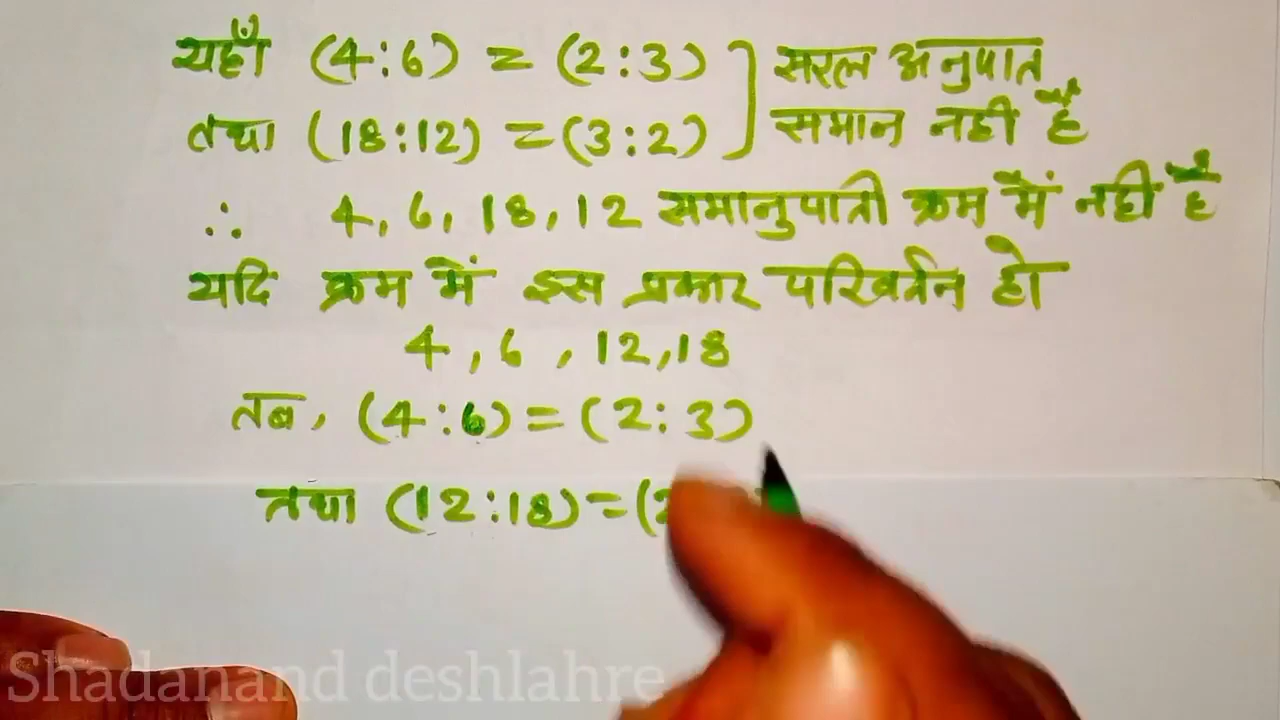 यहाँ (4:6) = (2:3) ] सरल अनुपात
तथा (18:12) = (3:2) ] समान नहीं है
∴ 4, 6, 18, 12 समानुपाती क्रम में नहीं है
यदि क्रम में इस प्रकार परिवर्तन हो
4, 6, 12, 18
तब, (4:6) = (2:3)
तथा (12:18) = (2
Shadanand deshlahre